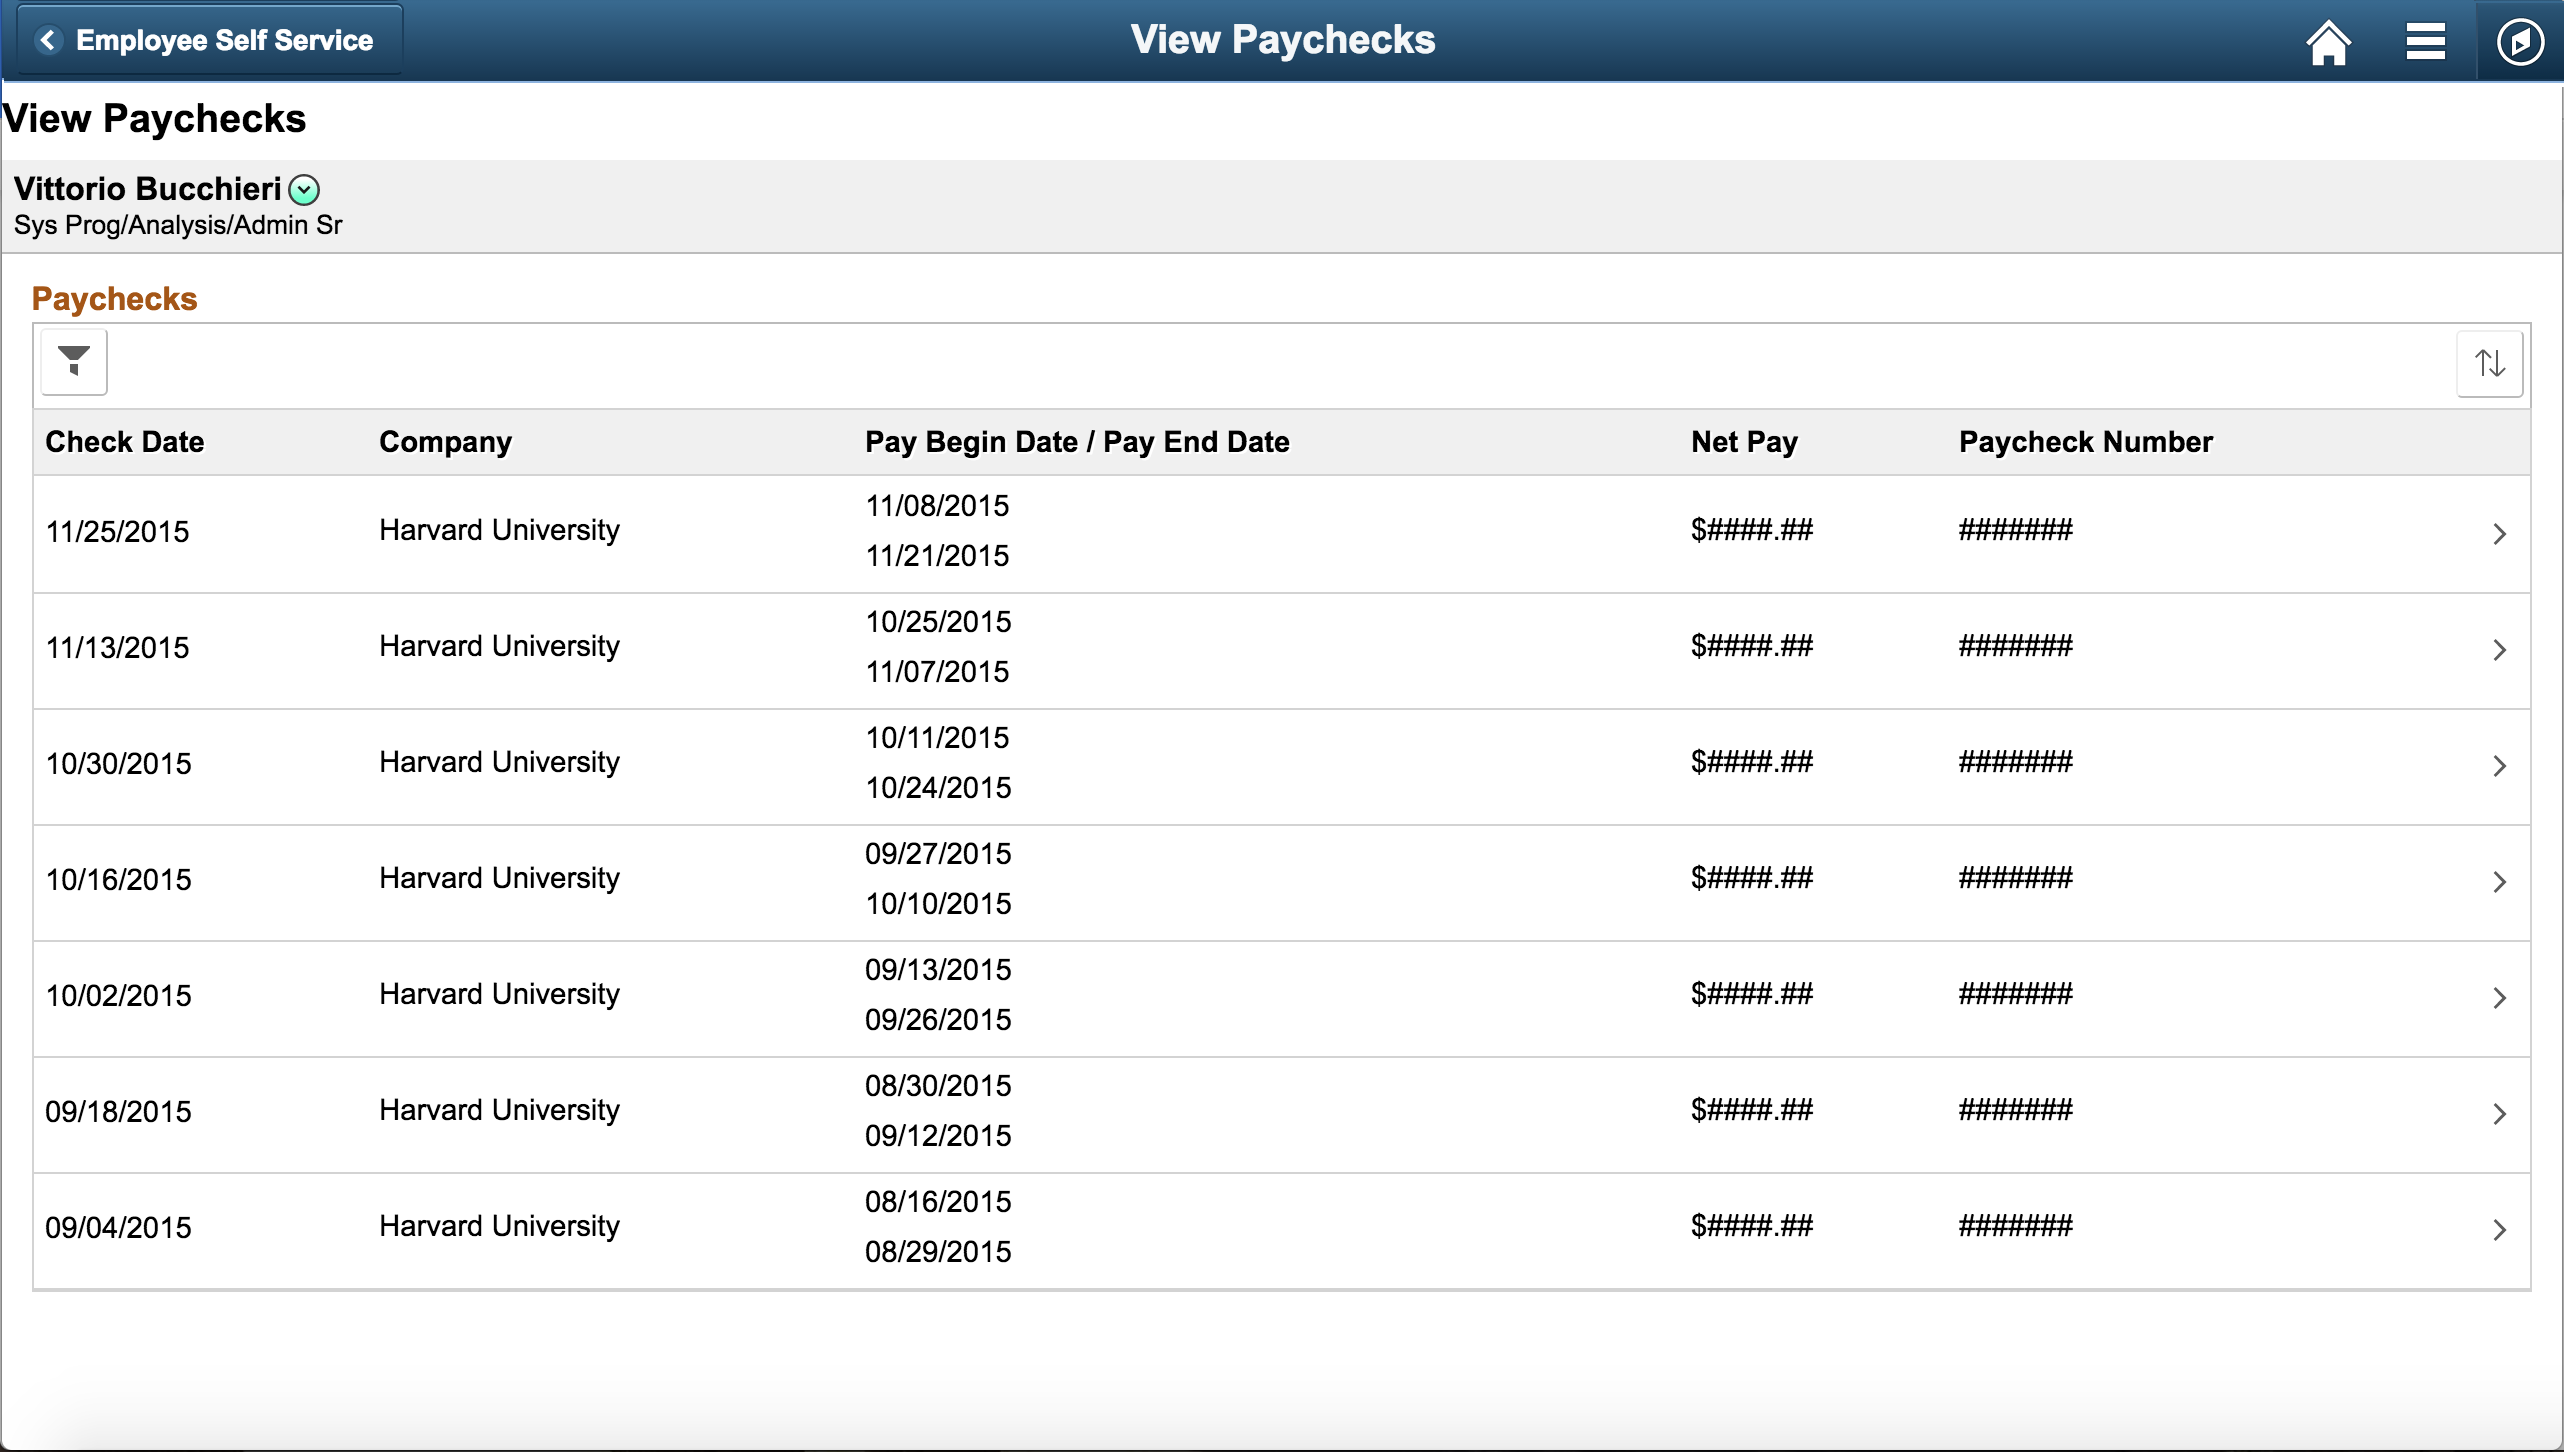 Employee Self Service
View Paychecks
View Paychecks
Vittorio Bucchieri
Sys Prog/Analysis/Admin Sr
Paychecks
Check Date Company Pay Begin Date / Pay End Date Net Pay Paycheck Number
11/25/2015 Harvard University 11/08/2015 $####.## #######
11/21/2015
11/13/2015 Harvard University 10/25/2015 $####.## #######
11/07/2015
10/30/2015 Harvard University 10/11/2015 $####.## #######
10/24/2015
10/16/2015 Harvard University 09/27/2015 $####.## #######
10/10/2015
10/02/2015 Harvard University 09/13/2015 $####.## #######
09/26/2015
09/18/2015 Harvard University 08/30/2015 $####.## #######
09/12/2015
09/04/2015 Harvard University 08/16/2015 $####.## #######
08/29/2015